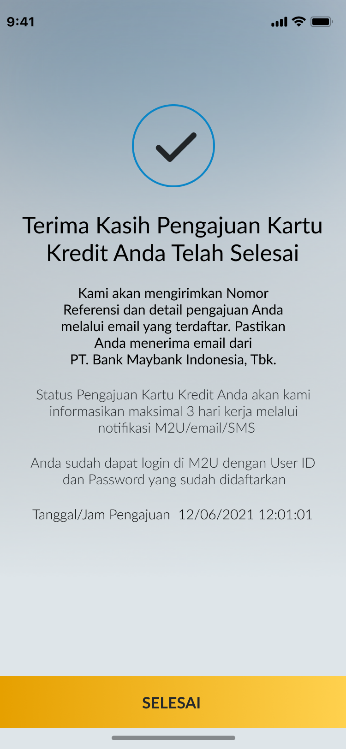 9:41
Terima Kasih Pengajuan Kartu
Kredit Anda Telah Selesai
Kami akan mengirimkan Nomor
Referensi dan detail pengajuan Anda
melalui email yang terdaftar. Pastikan
Anda menerima email dari
PT. Bank Maybank Indonesia, Tbk.
Status Pengajuan Kartu Kredit Anda akan kami
informasikan maksimal 3 hari kerja melalui
notifikasi M2U/email/SMS
Anda sudah dapat login di M2U dengan User ID
dan Password yang sudah didaftarkan
Tanggal/Jam Pengajuan  12/06/2021 12:01:01
SELESAI